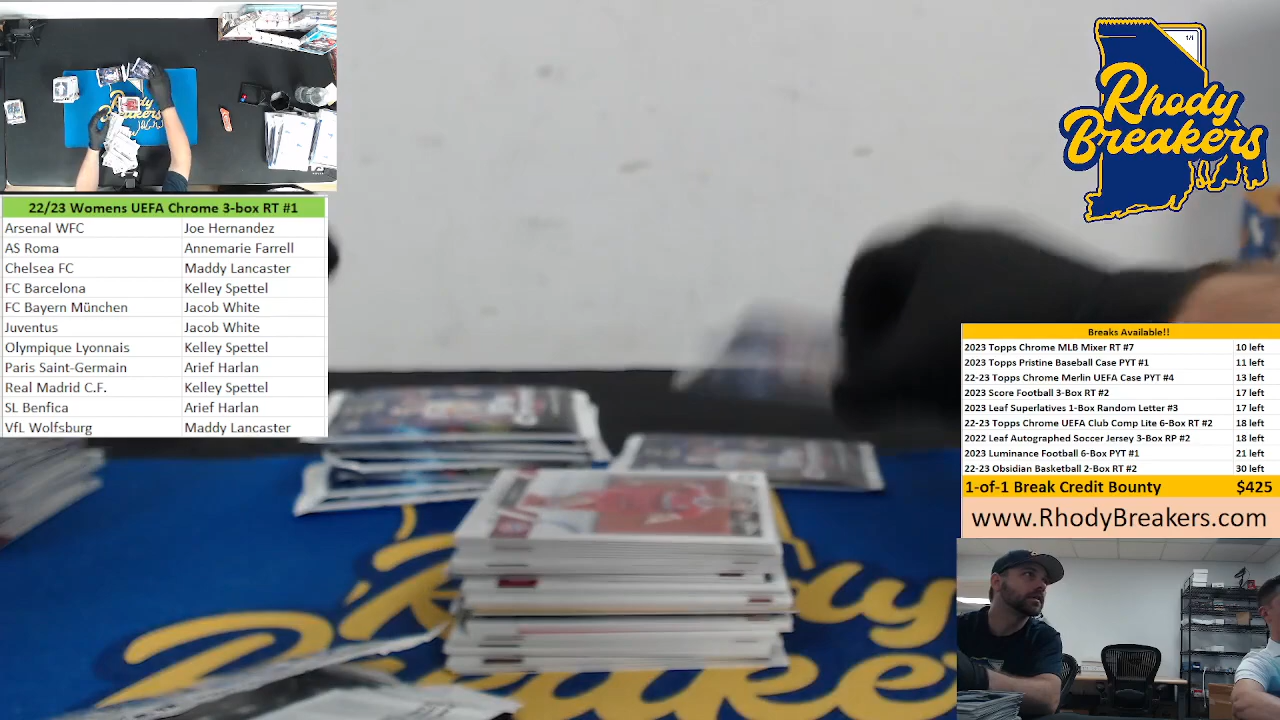 22/23 Womens UEFA Chrome 3-box RT #1
Arsenal WFC Joe Hernandez
AS Roma Annemarie Farrell
Chelsea FC Maddy Lancaster
FC Barcelona Kelley Spettel
FC Bayern München Jacob White
Juventus Jacob White
Olympique Lyonnais Kelley Spettel
Paris Saint-Germain Arief Harlan
Real Madrid C.F. Kelley Spettel
SL Benfica Arief Harlan
VfL Wolfsburg Maddy Lancaster
1/1
Rhody
Breakers
Breaks Available!!
2023 Topps Chrome MLB Mixer RT #7 10 left
2023 Topps Pristine Baseball Case PYT #1 11 left
22-23 Topps Chrome Merlin UEFA Case PYT #4 13 left
2023 Score Football 3-Box RT #2 17 left
2023 Leaf Superlatives 1-Box Random Letter #3 17 left
22-23 Topps Chrome UEFA Club Comp Lite 6-Box RT #2 18 left
2022 Leaf Autographed Soccer Jersey 3-Box RP #2 18 left
2023 Luminance Football 6-Box PYT #1 21 left
22-23 Obsidian Basketball 2-Box RT #2 30 left
1-of-1 Break Credit Bounty $425
www.RhodyBreakers.com
Rhody
Breakers